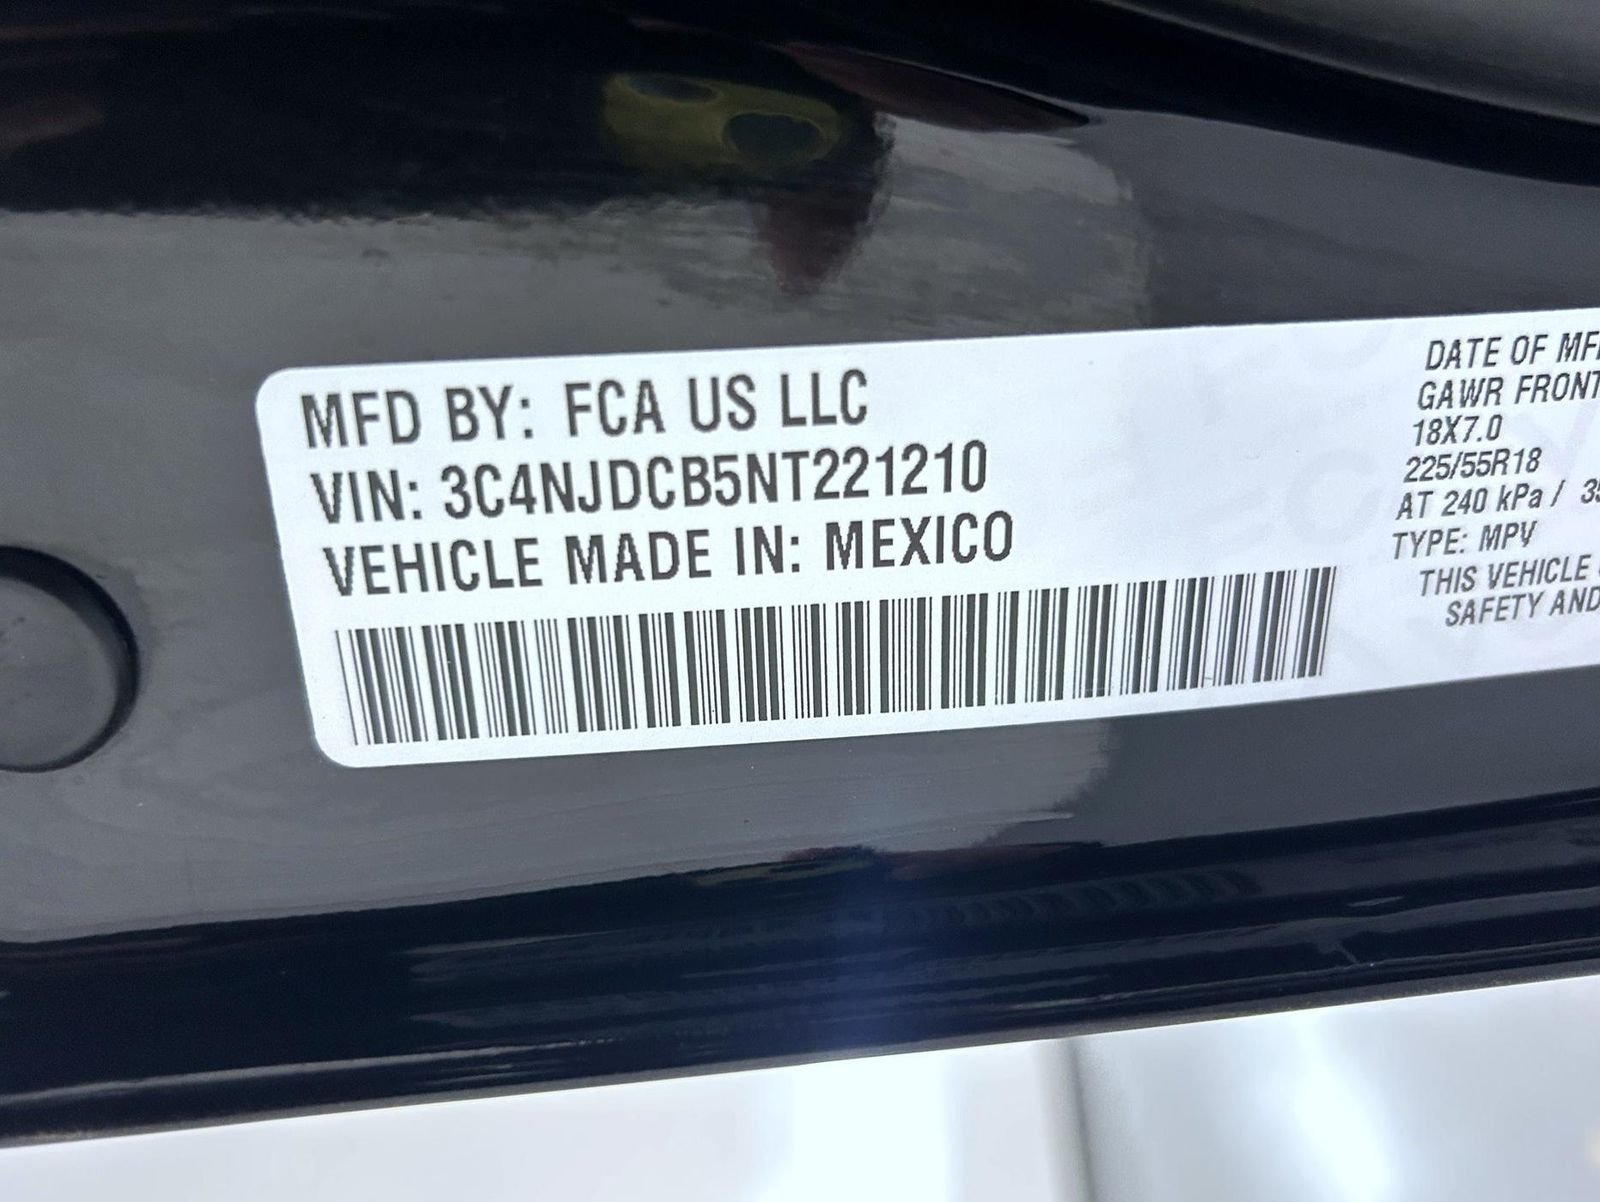 MFD BY: FCA US LLC
VIN: 3C4NJDCB5NT221210
VEHICLE MADE IN: MEXICO
DATE OF MF
GAWR FRONT
18X7.0
225/55R18
AT 240 kPa / 35
TYPE: MPV
THIS VEHICLE
SAFETY AND